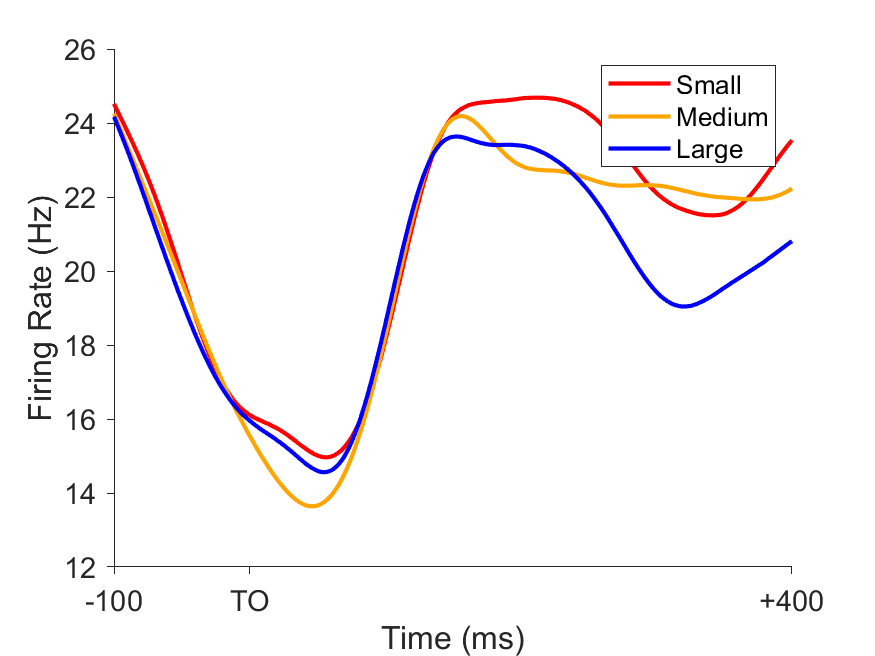 26
24
22
20
18
16
14
12
Firing Rate (Hz)
Small
Medium
Large
-100 TO +400
Time (ms)